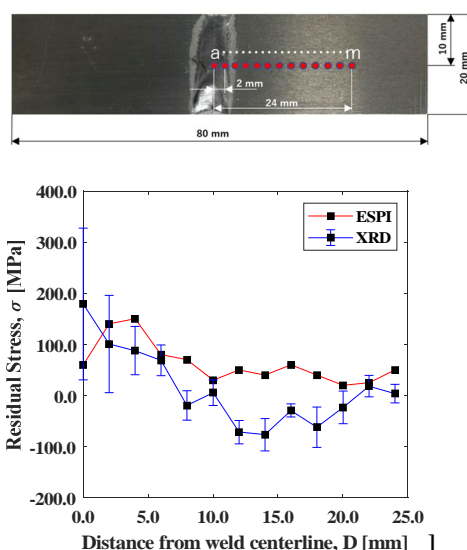 10 mm
20 mm
a
m
2 mm
24 mm
80 mm
400.0
ESPI
XRD
300.0
200.0
100.0
0.0
-100.0
-200.0
Residual Stress, σ [MPa]
0.0 5.0 10.0 15.0 20.0 25.0
Distance from weld centerline, D [mm] ]